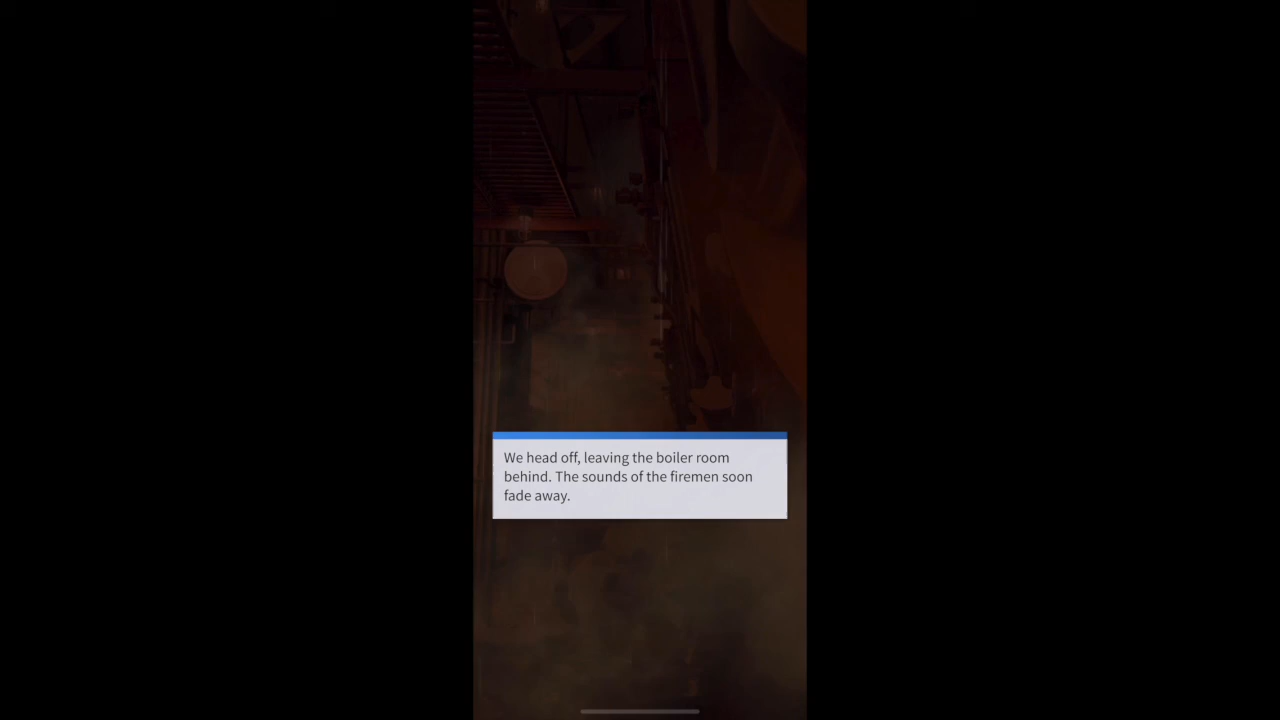 We head off, leaving the boiler room
behind. The sounds of the firemen soon
fade away.